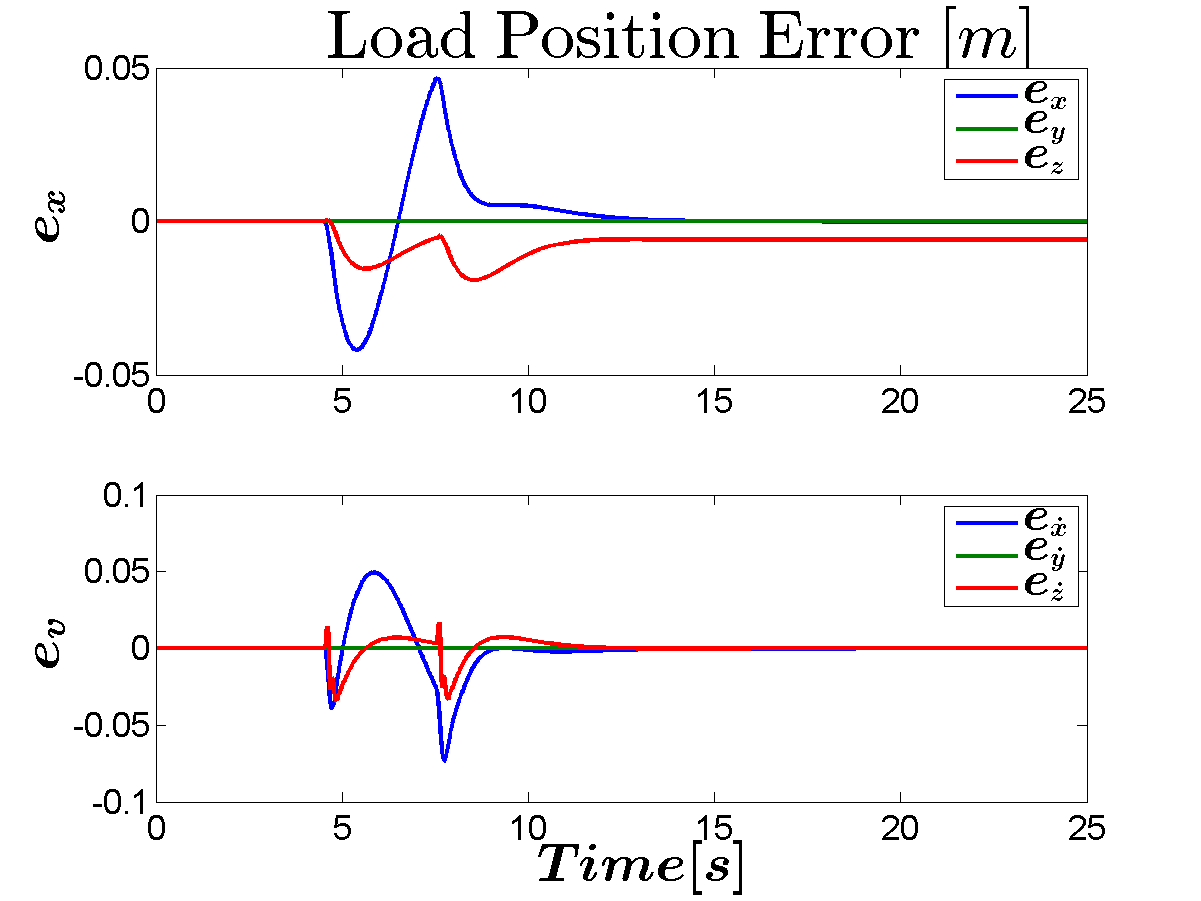 Load Position Error [m]
0.05
0
-0.05
e_x
e_x
e_y
e_z
0 5 10 15 20 25
0.1
0.05
0
-0.05
-0.1
e_v
e_ẋ
e_ẏ
e_ż
0 5 10 15 20 25
Time[s]